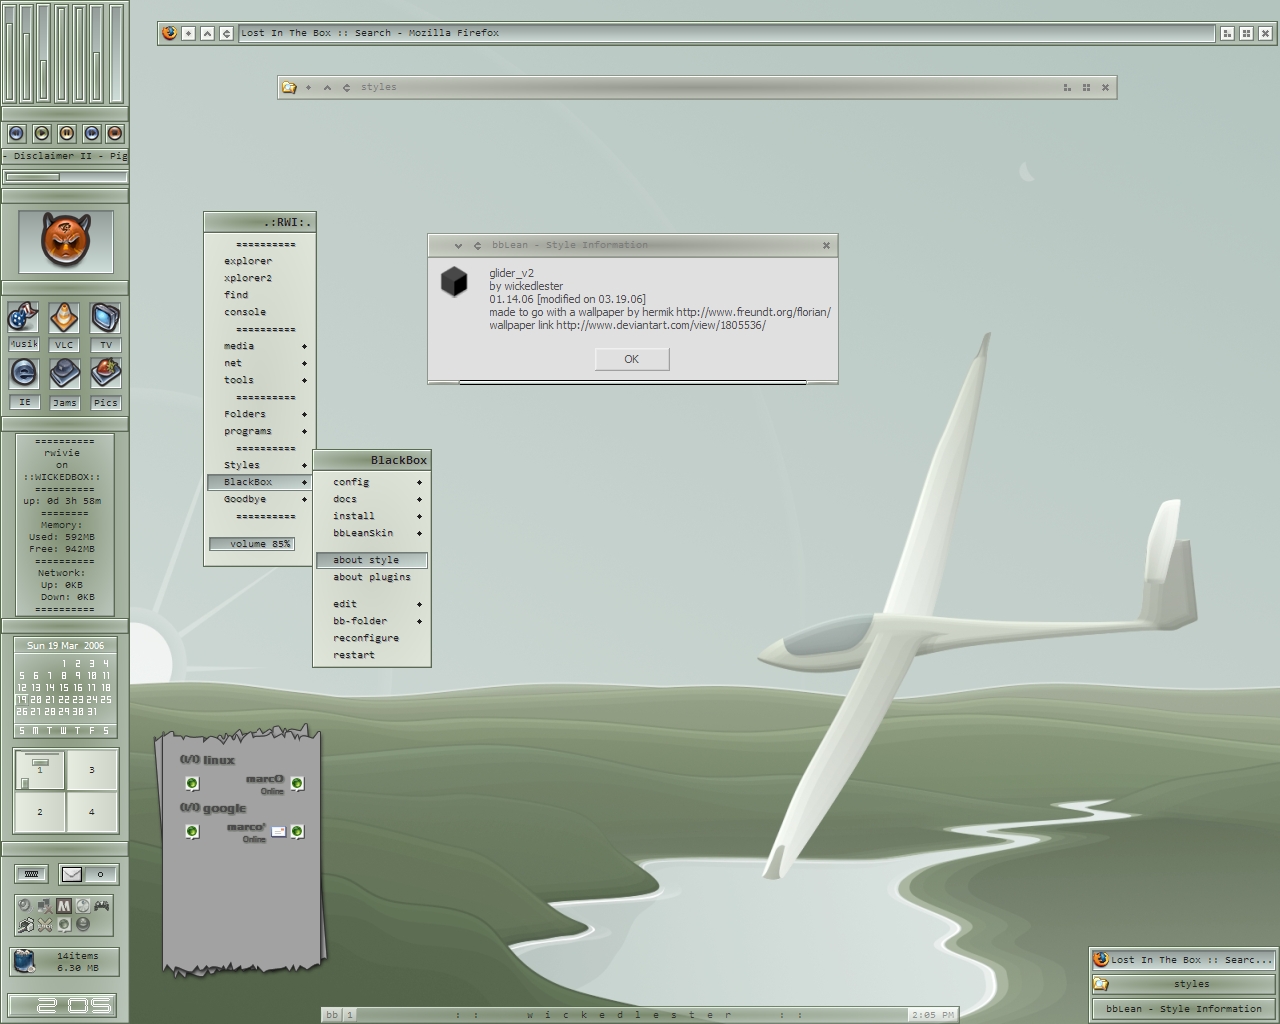 Lost In The Box :: Search - Mozilla Firefox
styles
- Disclaimer II - Pig
Musik
VLC
TV
IE
Jams
Pics
==========
rwivie
on
::WICKEDBOX::
==========
up: 0d 3h 58m
========
Memory:
Used: 592MB
Free: 942MB
==========
Network:
Up: 0KB
Down: 0KB
==========
Sun 19 Mar 2006
1 2 3 4
5 6 7 8 9 10 11
12 13 14 15 16 17 18
19 20 21 22 23 24 25
26 27 28 29 30 31
S M T W T F S
1
3
2
4
14items
6.30 MB
2 05
.:RWI:.
==========
explorer
xplorer2
find
console
==========
media
net
tools
==========
Folders
programs
==========
Styles
BlackBox
Goodbye
==========
volume 85%
BlackBox
config
docs
install
bbLeanSkin
about style
about plugins
edit
bb-folder
reconfigure
restart
bbLean - Style Information
glider_v2
by wickedlester
01.14.06 [modified on 03.19.06]
made to go with a wallpaper by hermik http://www.freundt.org/florian/
wallpaper link http://www.deviantart.com/view/1805536/
OK
(1/1) linux
marcO
Online
(1/1) google
marco'
Online
bb 1
:: wickedlester ::
2:05 PM
Lost In The Box :: Searc...
styles
bbLean - Style Information